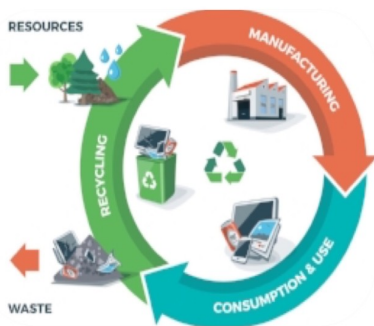 RESOURCES
MANUFACTURING
RECYCLING
CONSUMPTION & USE
WASTE